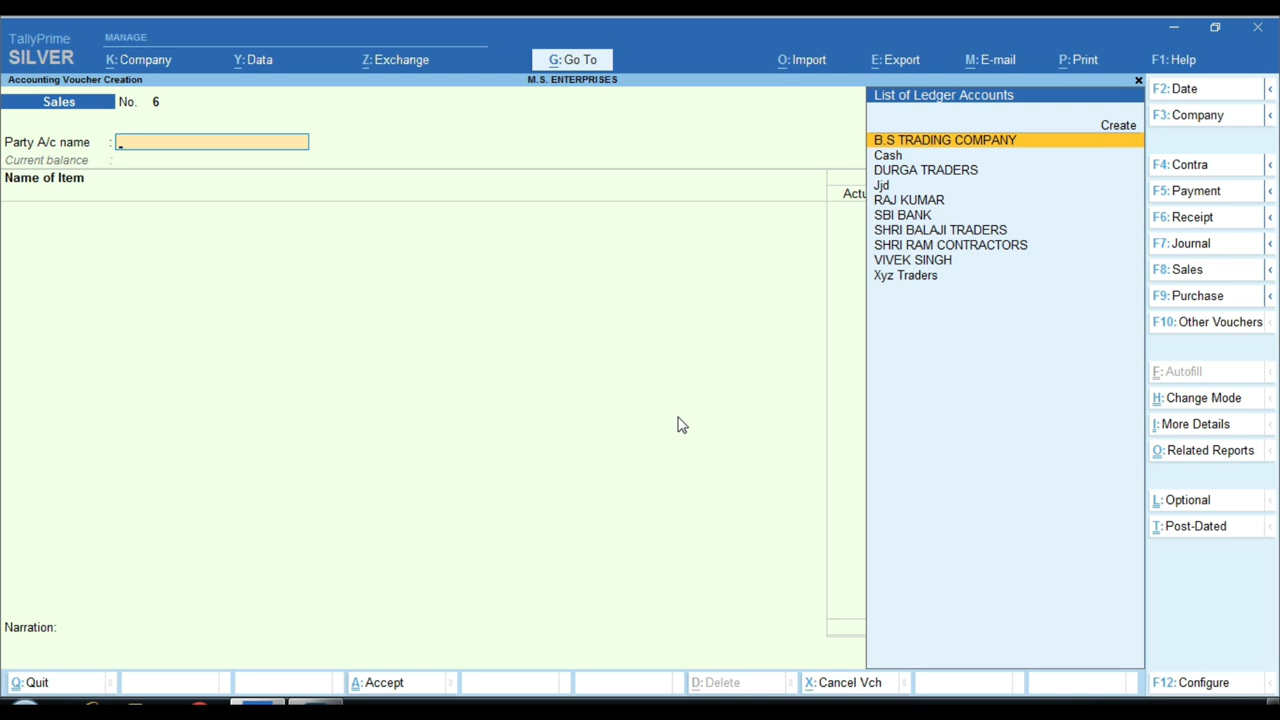 TallyPrime
SILVER
MANAGE
K: Company
Y: Data
Z: Exchange
G: Go To
O: Import
E: Export
M: E-mail
P: Print
F1: Help
Accounting Voucher Creation
M.S. ENTERPRISES
Sales No. 6
Party A/c name :
Current balance :
Name of Item
Actu
Narration:
List of Ledger Accounts
Create
B.S TRADING COMPANY
Cash
DURGA TRADERS
Jjd
RAJ KUMAR
SBI BANK
SHRI BALAJI TRADERS
SHRI RAM CONTRACTORS
VIVEK SINGH
Xyz Traders
F2: Date
F3: Company
F4: Contra
F5: Payment
F6: Receipt
F7: Journal
F8: Sales
F9: Purchase
F10: Other Vouchers
F: Autofill
H: Change Mode
I: More Details
O: Related Reports
L: Optional
T: Post-Dated
F12: Configure
Q: Quit
A: Accept
D: Delete
X: Cancel Vch